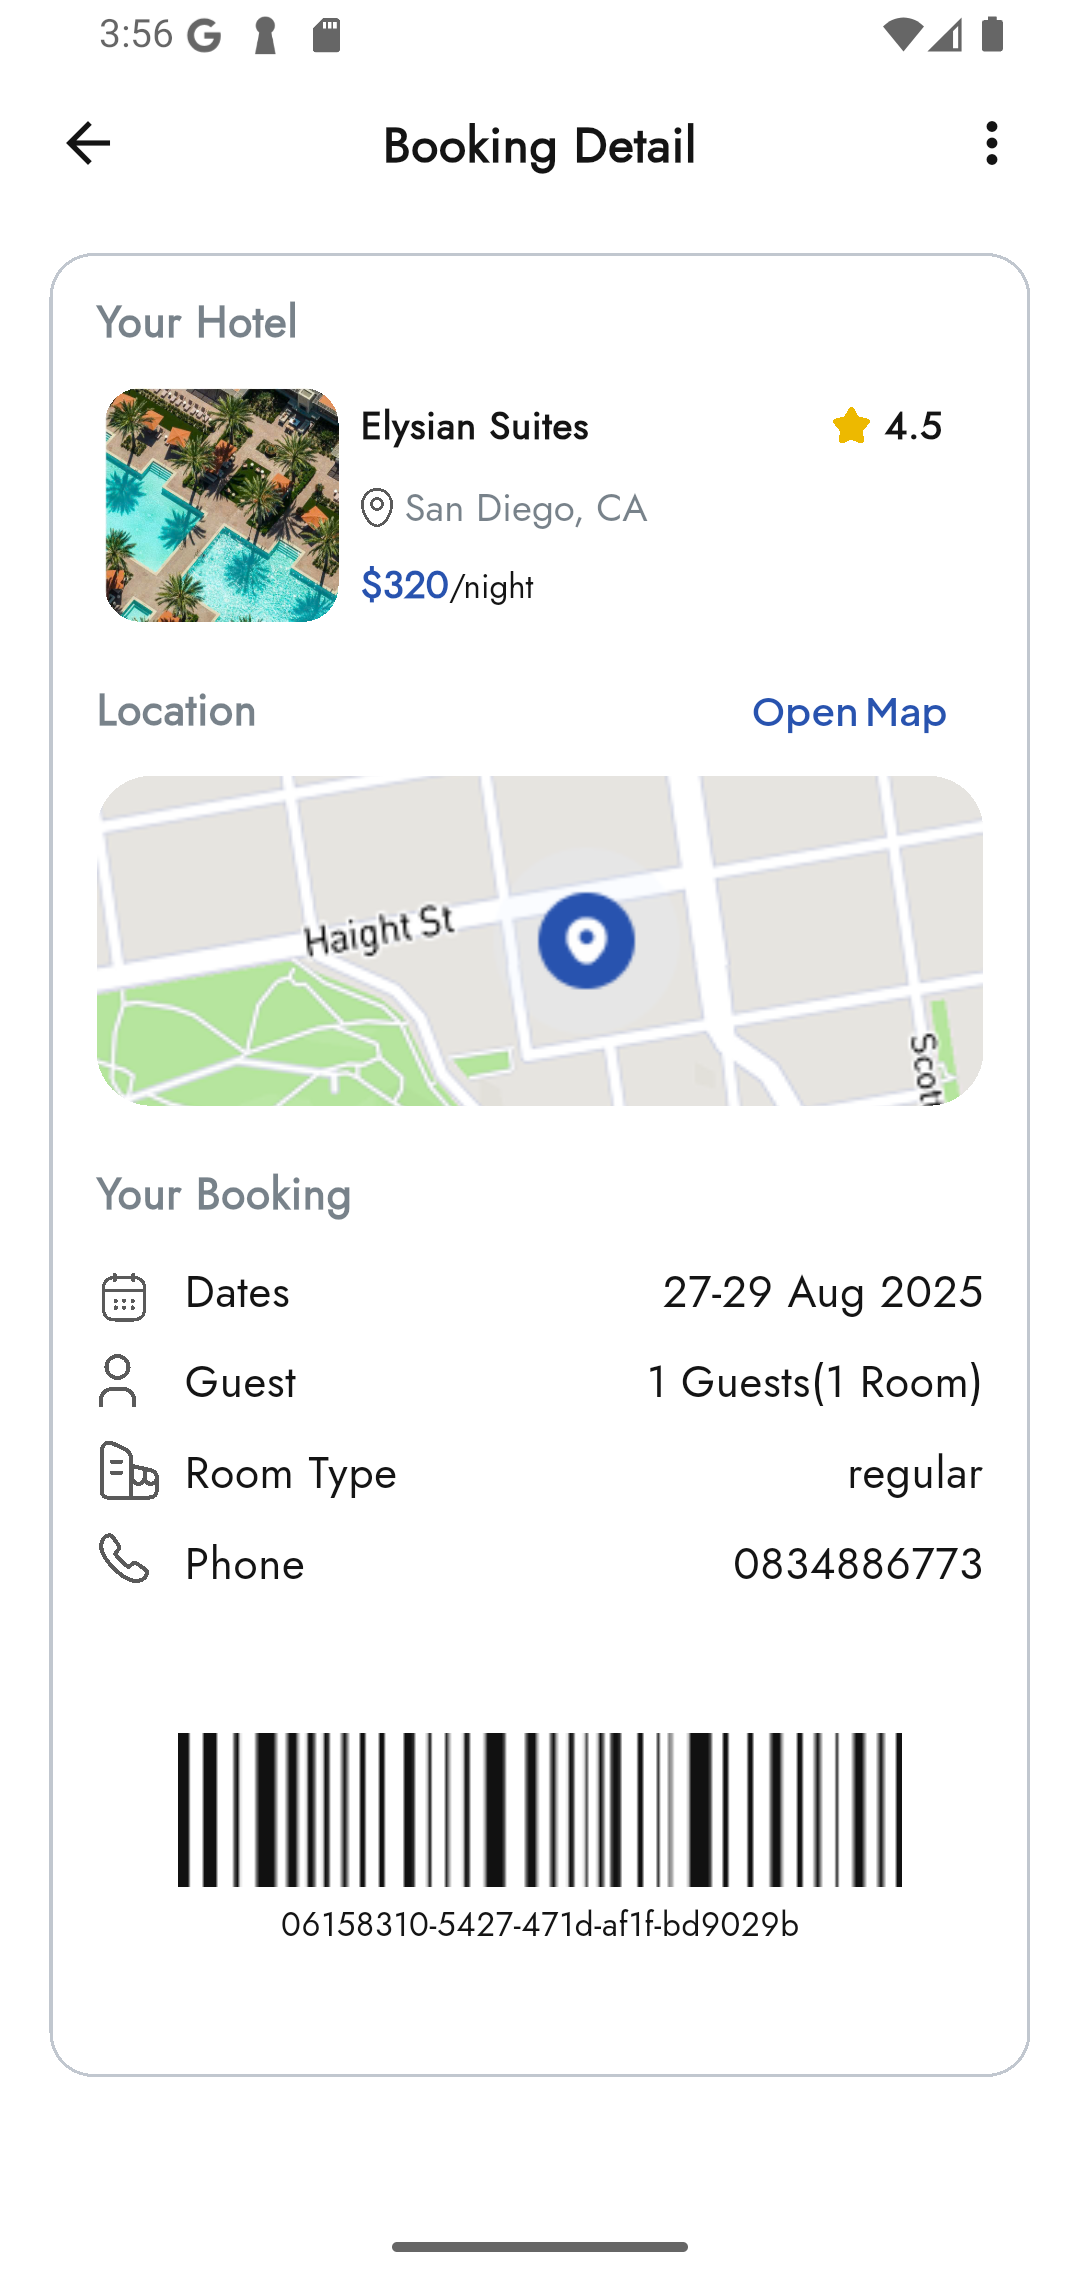 3:56
Booking Detail
Your Hotel
Elysian Suites
4.5
San Diego, CA
$320/night
Location
Open Map
Haight St
Scott
Your Booking
Dates
27-29 Aug 2025
Guest
1 Guests(1 Room)
Room Type
regular
Phone
0834886773
06158310-5427-471d-af1f-bd9029b